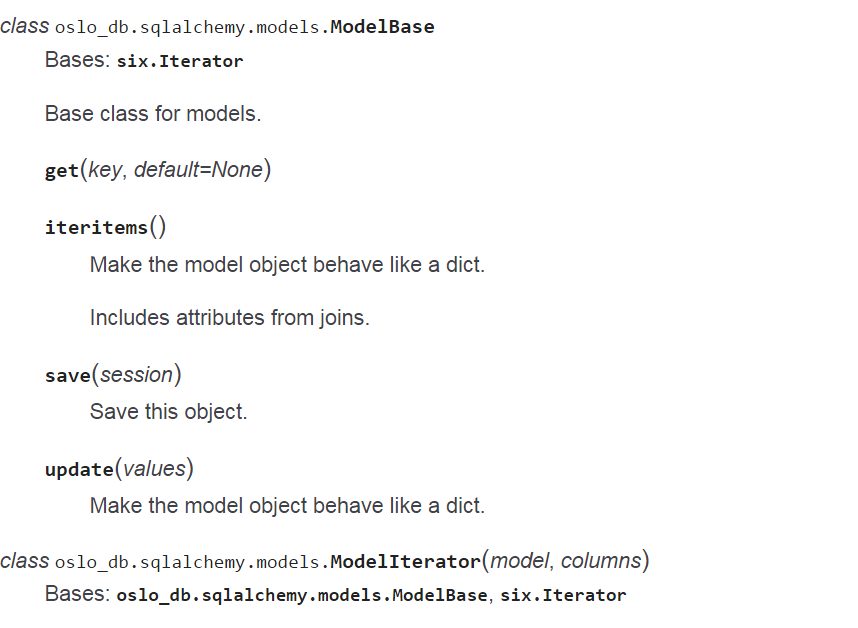 class oslo_db.sqlalchemy.models.ModelBase
Bases: six.Iterator
Base class for models.
get(key, default=None)
iteritems()
Make the model object behave like a dict.
Includes attributes from joins.
save(session)
Save this object.
update(values)
Make the model object behave like a dict.
class oslo_db.sqlalchemy.models.ModelIterator(model, columns)
Bases: oslo_db.sqlalchemy.models.ModelBase, six.Iterator